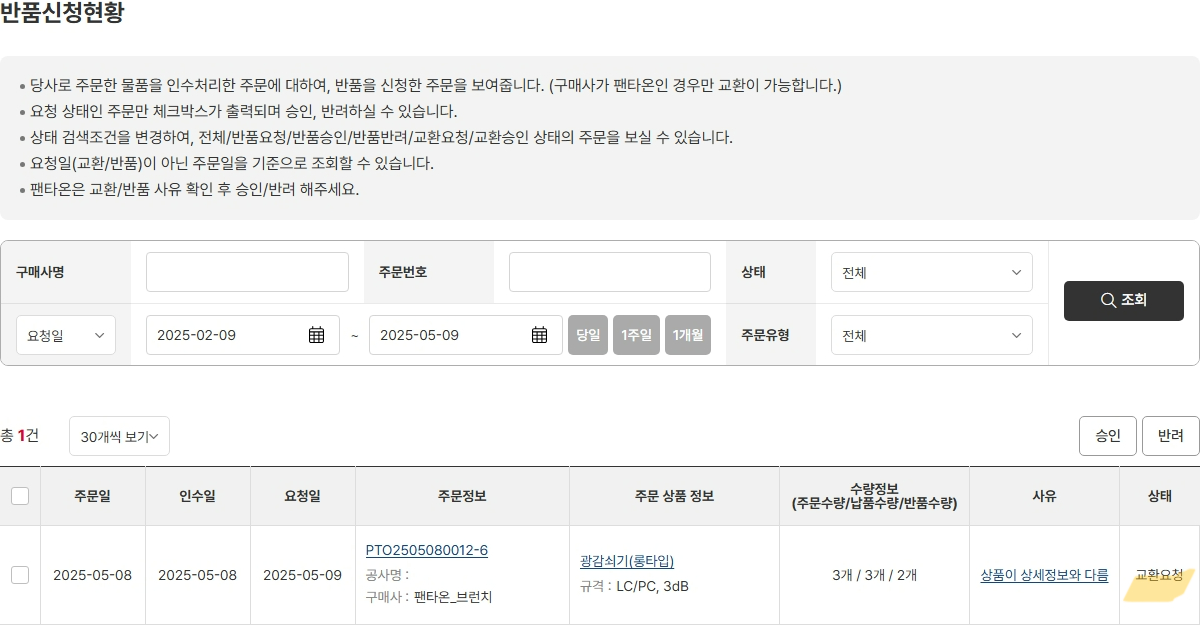 반품신청현황
• 당사로 주문한 물품을 인수처리한 주문에 대하여, 반품을 신청한 주문을 보여줍니다. (구매사가 팬타온인 경우만 교환이 가능합니다.)
• 요청 상태인 주문만 체크박스가 출력되며 승인, 반려하실 수 있습니다.
• 상태 검색조건을 변경하여, 전체/반품요청/반품승인/반품반려/교환요청/교환승인 상태의 주문을 보실 수 있습니다.
• 요청일(교환/반품)이 아닌 주문일을 기준으로 조회할 수 있습니다.
• 팬타온은 교환/반품 사유 확인 후 승인/반려 해주세요.
구매사명 주문번호 상태 전체
조회
요청일 2025-02-09 ~ 2025-05-09 당일 1주일 1개월 주문유형 전체
총 1건 30개씩 보기 승인 반려
주문일 인수일 요청일 주문정보 주문 상품 정보 수량정보 사유 상태
(주문수량/납품수량/반품수량)
2025-05-08 2025-05-08 2025-05-09
PTO2505080012-6
공사명 :
구매사 : 팬타온_브런치
광감쇠기(롱타입)
규격 : LC/PC, 3dB
3개 / 3개 / 2개
상품이 상세정보와 다름
교환요청